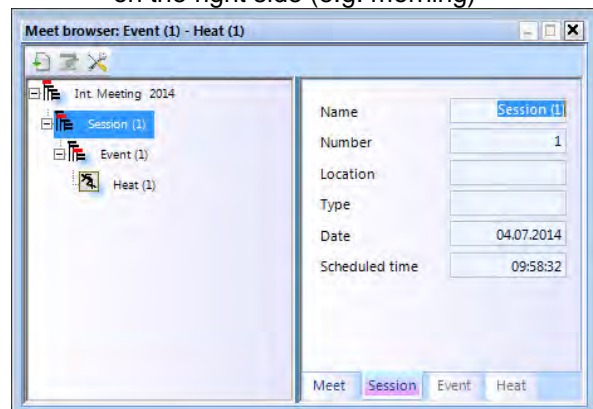 on the right side (e.g. morning)
Meet browser: Event (1) - Heat (1)
Int. Meeting 2014
Session (1)
Event (1)
Heat (1)
Name Session (1)
Number 1
Location
Type
Date 04.07.2014
Scheduled time 09:58:32
Meet Session Event Heat